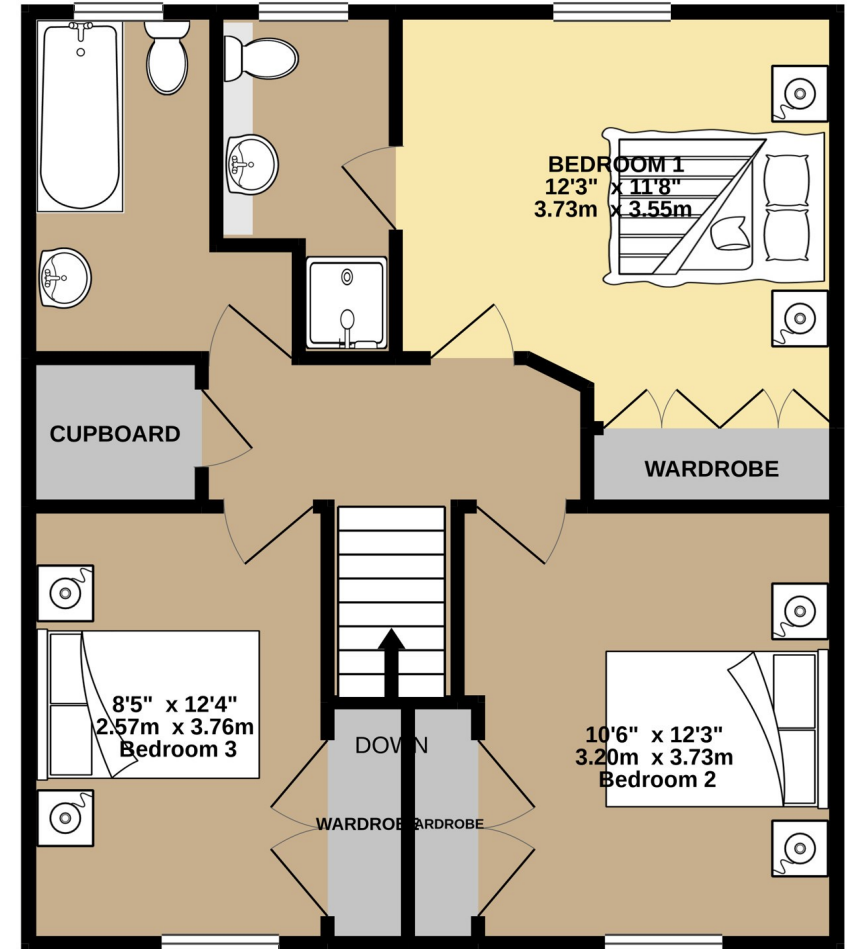 BEDROOM 1
12'3" x 11'8"
3.73m x 3.55m
CUPBOARD
WARDROBE
8'5" x 12'4"
2.57m x 3.76m
Bedroom 3
10'6" x 12'3"
3.20m x 3.73m
Bedroom 2
DOWN
WARDROBE
WARDROBE